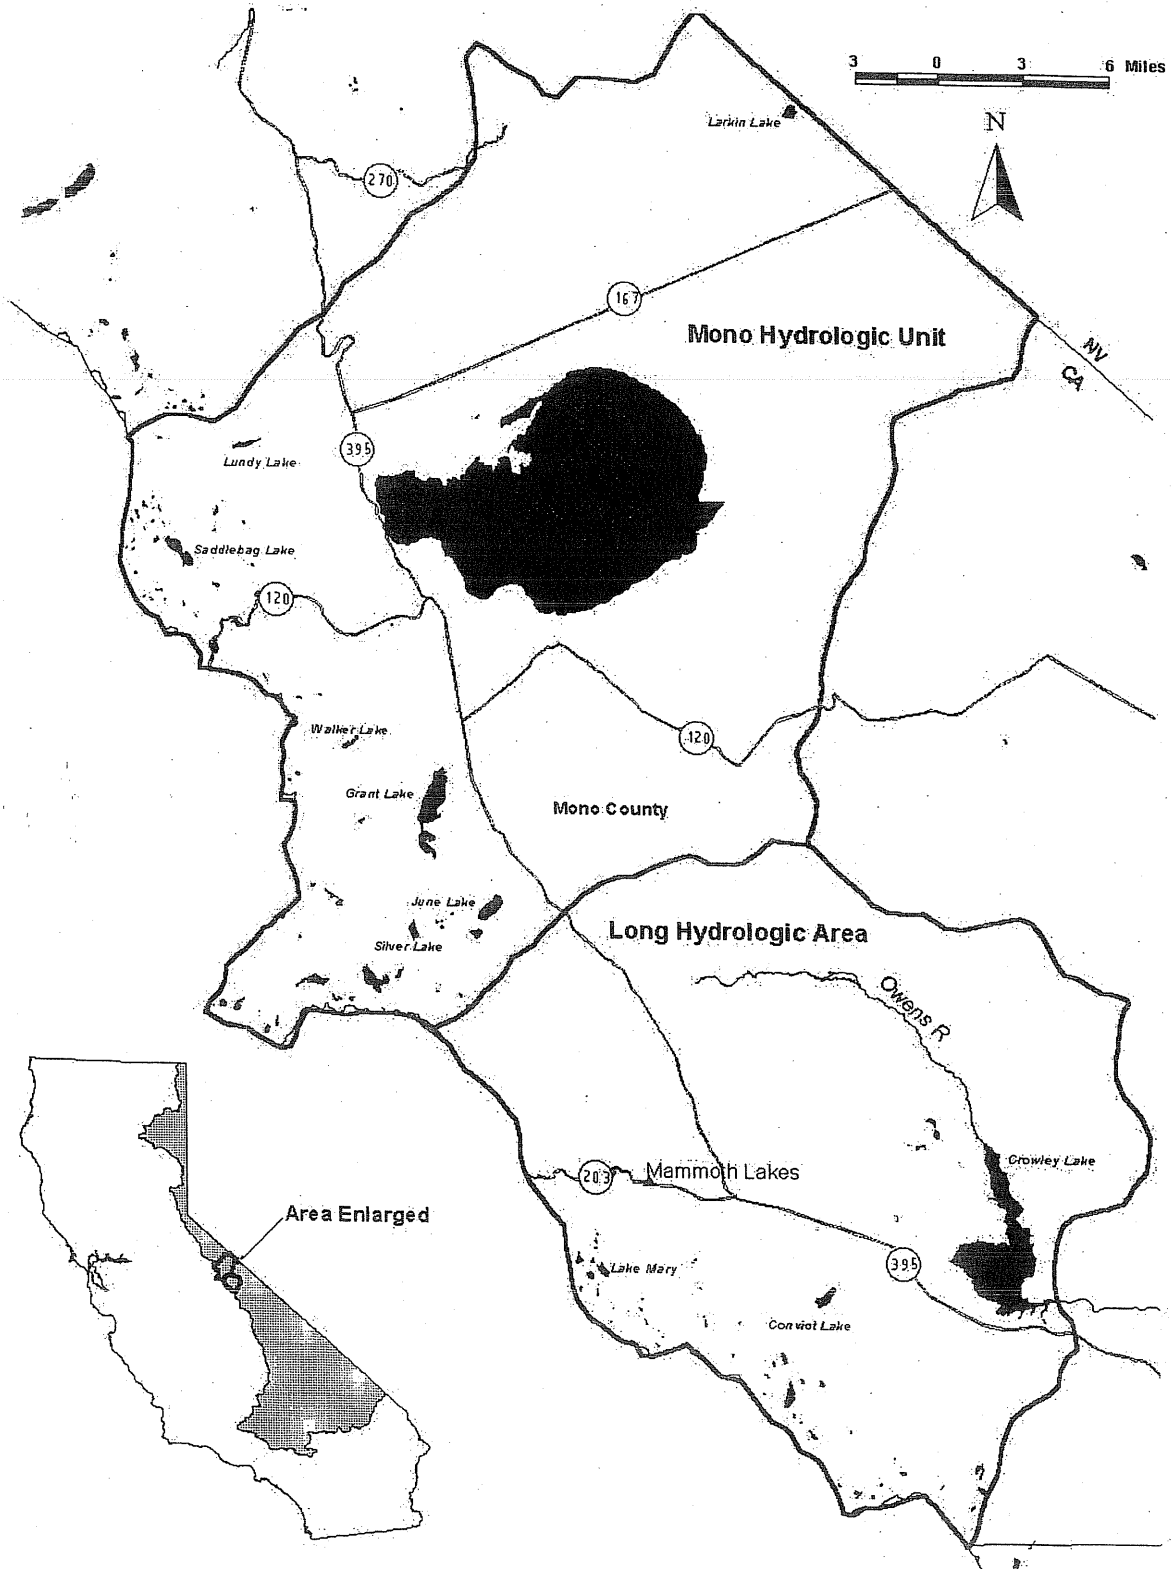 3 0 3 6 Miles
Larkin Lake
N
270
167
Mono Hydrologic Unit
NV
CA
395
Lundy Lake
Saddlebag Lake
120
Walker Lake
120
Grant Lake
Mono County
June Lake
Long Hydrologic Area
Silver Lake
Owens R
Crowley Lake
203
Mammoth Lakes
Area Enlarged
395
Lake Mary
Convict Lake